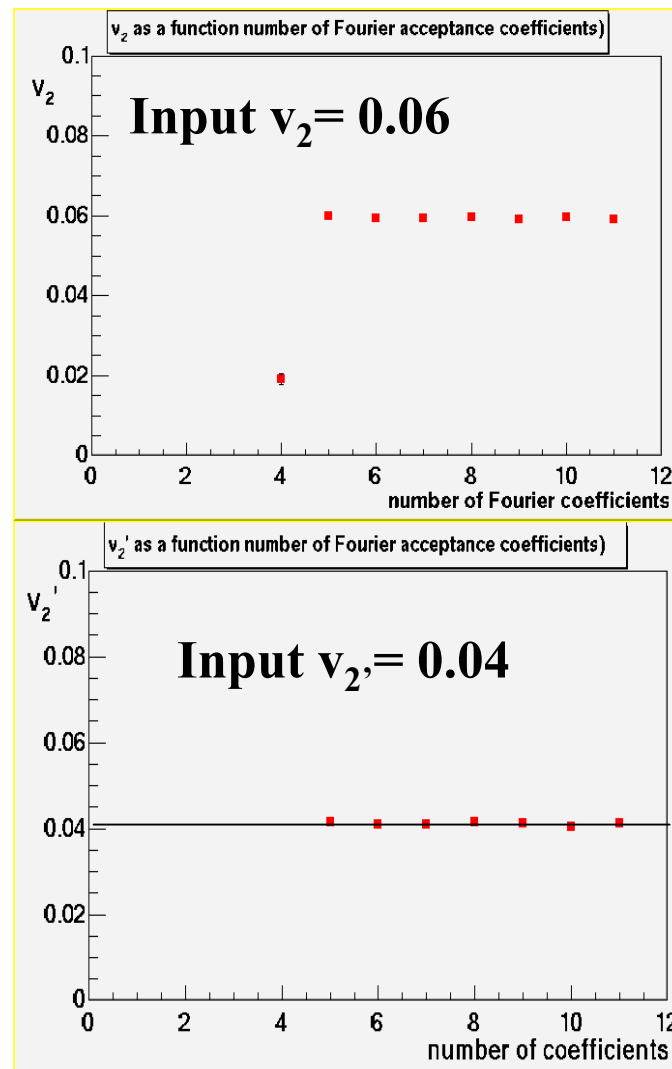 v₂ as a function number of Fourier acceptance coefficients)
0.1
v₂
Input v₂= 0.06
0.08
0.06
0.04
0.02
0
0 2 4 6 8 10 12
number of Fourier coefficients
v₂' as a function number of Fourier acceptance coefficients)
0.1
v₂'
Input v₂,= 0.04
0.08
0.06
0.04
0.02
0
0 2 4 6 8 10 12
number of coefficients